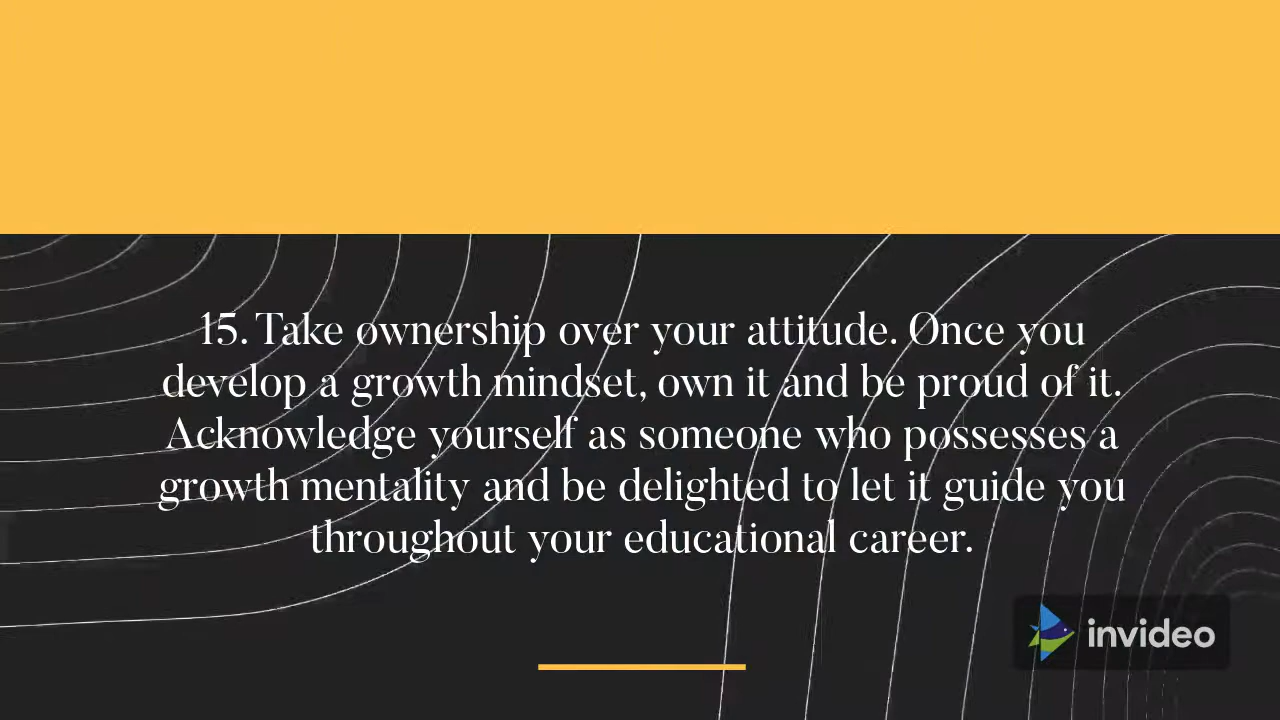 15. Take ownership over your attitude. Once you
develop a growth mindset, own it and be proud of it.
Acknowledge yourself as someone who possesses a
growth mentality and be delighted to let it guide you
throughout your educational career.
invideo